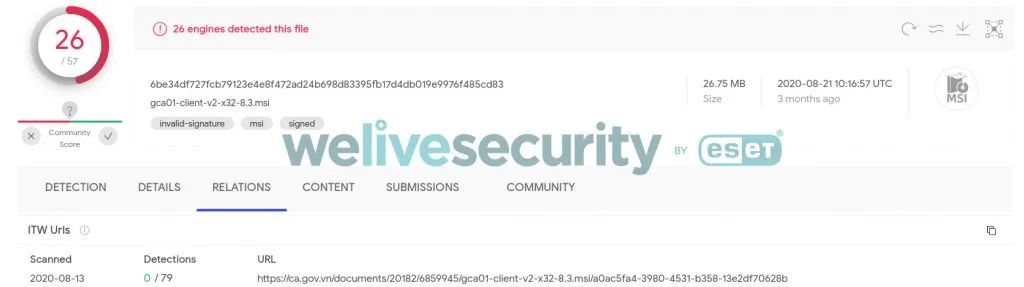 26
/ 57
?
Community
Score
26 engines detected this file
6be34df727fcb79123e4e8f472ad24b698d83395fb17d4db019e9976f485cd83
gca01-client-v2-x32-8.3.msi
invalid-signature msi signed
26.75 MB
Size
2020-08-21 10:16:57 UTC
3 months ago
MSI
welivesecurity BY eset®
DETECTION DETAILS RELATIONS CONTENT SUBMISSIONS COMMUNITY
ITW Urls
Scanned Detections URL
2020-08-13 0 / 79 https://ca.gov.vn/documents/20182/6859945/gca01-client-v2-x32-8.3.msi/a0ac5fa4-3980-4531-b358-13e2df70628b